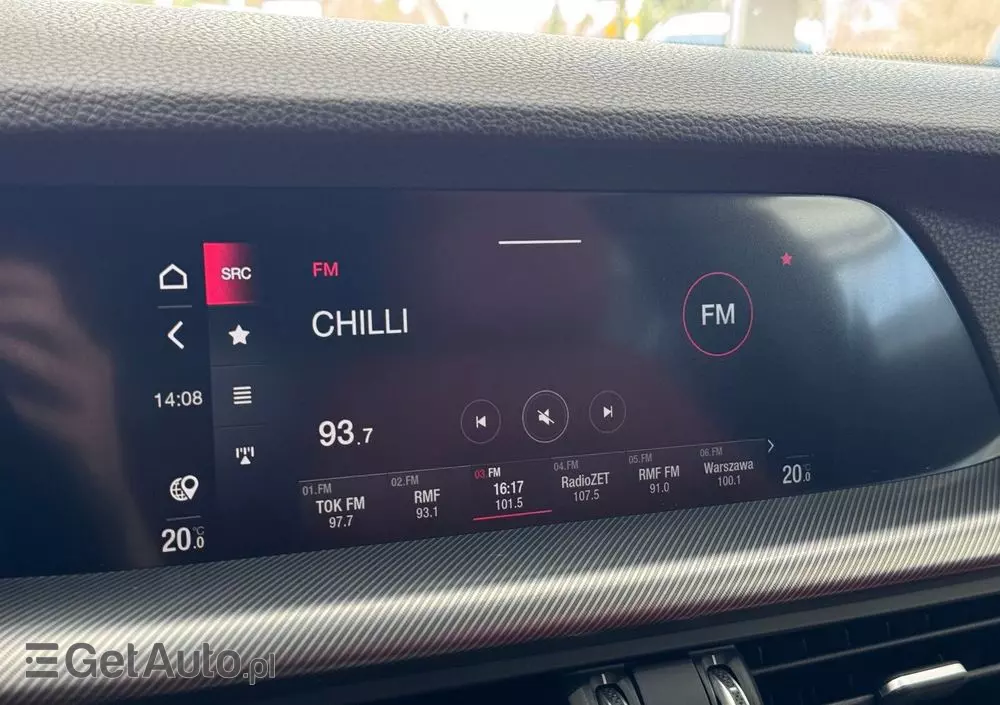 SRC
FM
CHILLI
FM
14:08
93.7
01.FM
TOK FM
97.7
02.FM
RMF
93.1
03.FM
16:17
101.5
04.FM
RadioZET
107.5
05.FM
RMF FM
91.0
06.FM
Warszawa
100.1
20.0
20.0°C
GetAuto.pl